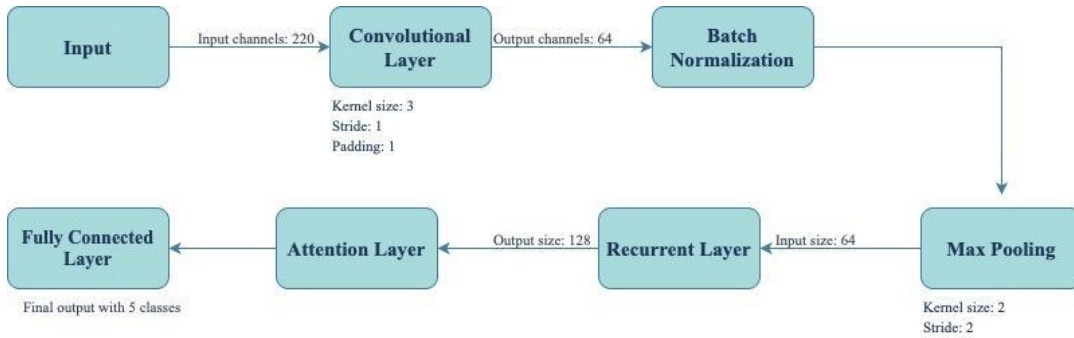 Input
Input channels: 220
Convolutional
Layer
Kernel size: 3
Stride: 1
Padding: 1
Output channels: 64
Batch
Normalization
Max Pooling
Kernel size: 2
Stride: 2
Input size: 64
Recurrent Layer
Output size: 128
Attention Layer
Fully Connected
Layer
Final output with 5 classes